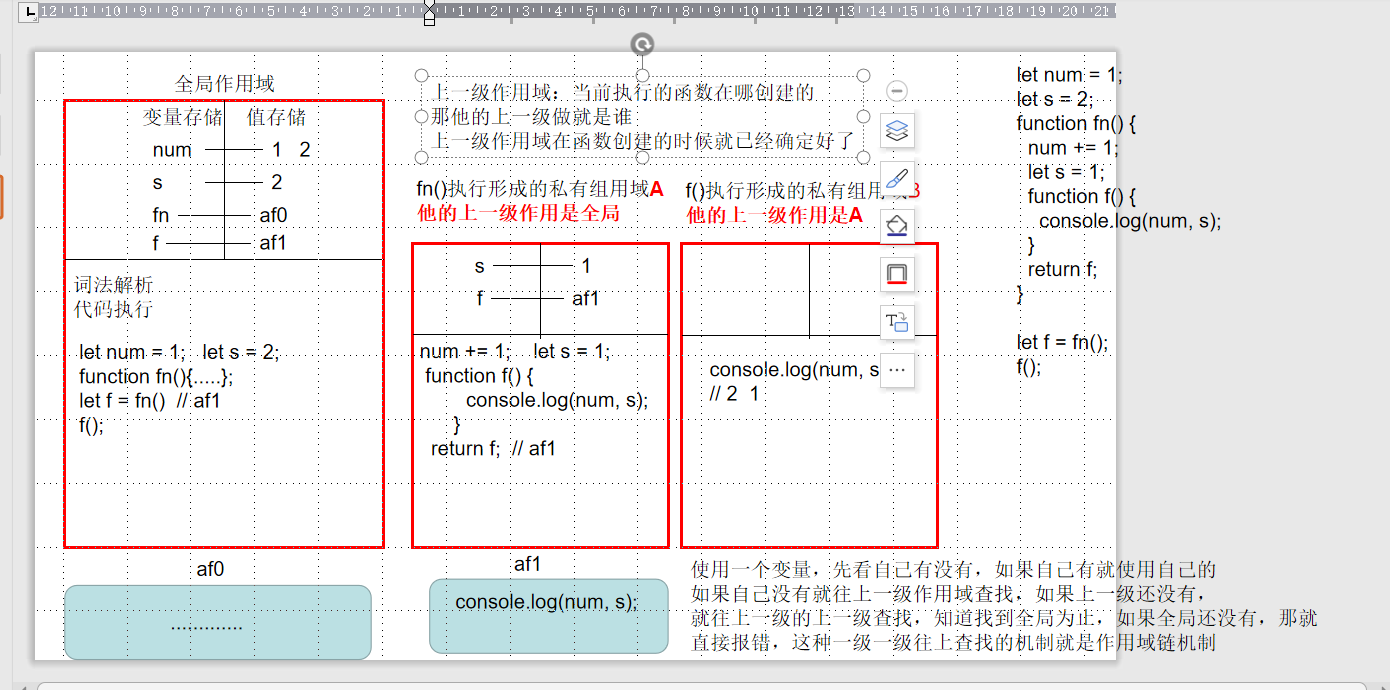 12 11 10 9 8 7 6 5 4 3 2 1 1 2 3 4 5 6 7 8 9 10 11 12 13 14 15 16 17 18 19 20 21
全局作用域
变量存储 值存储
num 1 2
s 2
fn af0
f af1
词法解析
代码执行
let num = 1; let s = 2;
function fn(){.....};
let f = fn() // af1
f();
上一级作用域：当前执行的函数在哪创建的
那他的上一级做就是谁
上一级作用域在函数创建的时候就已经确定好了
fn()执行形成的私有组用域A
他的上一级作用是全局
s 1
f af1
num += 1; let s = 1;
function f() {
console.log(num, s);
}
return f; // af1
f()执行形成的私有组用
他的上一级作用是A
console.log(num, s
// 2 1
let num = 1;
let s = 2;
function fn() {
num += 1;
let s = 1;
function f() {
console.log(num, s);
}
return f;
}
let f = fn();
f();
af0
.............
af1
console.log(num, s);
使用一个变量，先看自己有没有，如果自己有就使用自己的
如果自己没有就往上一级作用域查找，如果上一级还没有，
就往上一级的上一级查找，知道找到全局为止，如果全局还没有，那就
直接报错，这种一级一级往上查找的机制就是作用域链机制